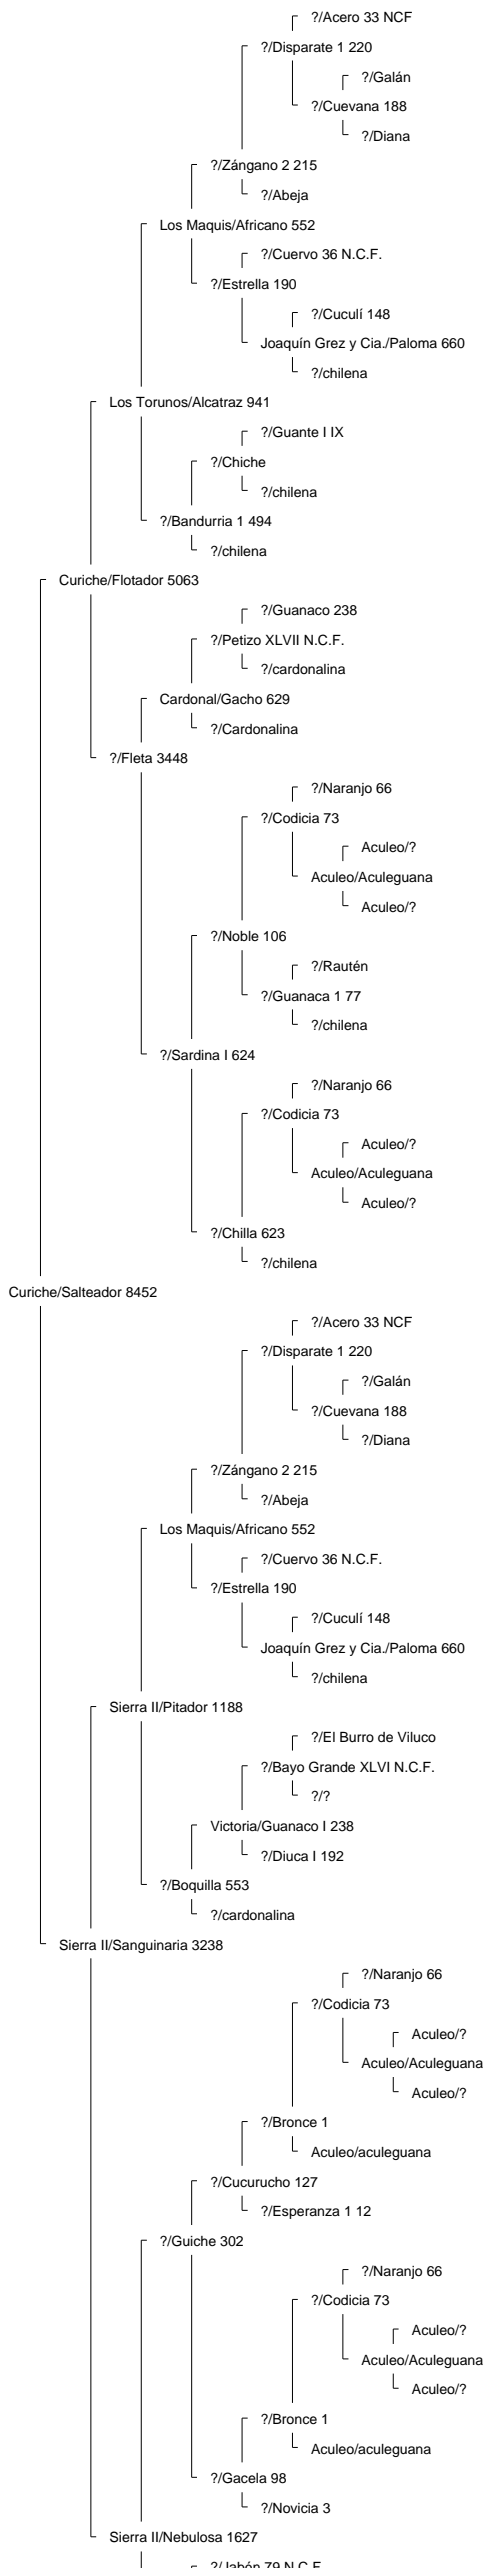 ?/Acero 33 NCF
?/Disparate 1 220
?/Galán
?/Cuevana 188
?/Diana
?/Zángano 2 215
?/Abeja
Los Maquis/Africano 552
?/Cuervo 36 N.C.F.
?/Estrella 190
?/Cuculí 148
Joaquín Grez y Cia./Paloma 660
?/chilena
Los Torunos/Alcatraz 941
?/Guante I IX
?/Chiche
?/chilena
?/Bandurria 1 494
?/chilena
Curiche/Flotador 5063
?/Guanaco 238
?/Petizo XLVII N.C.F.
?/cardonalina
Cardonal/Gacho 629
?/Cardonalina
?/Fleta 3448
?/Naranjo 66
?/Codicia 73
Aculeo/?
Aculeo/Aculeguana
Aculeo/?
?/Noble 106
?/Rautén
?/Guanaca 1 77
?/chilena
?/Sardina I 624
?/Naranjo 66
?/Codicia 73
Aculeo/?
Aculeo/Aculeguana
Aculeo/?
?/Chilla 623
?/chilena
Curiche/Salteador 8452
?/Acero 33 NCF
?/Disparate 1 220
?/Galán
?/Cuevana 188
?/Diana
?/Zángano 2 215
?/Abeja
Los Maquis/Africano 552
?/Cuervo 36 N.C.F.
?/Estrella 190
?/Cuculí 148
Joaquín Grez y Cia./Paloma 660
?/chilena
Sierra II/Pitador 1188
?/El Burro de Viluco
?/Bayo Grande XLVI N.C.F.
?/?
Victoria/Guanaco I 238
?/Diuca I 192
?/Boquilla 553
?/cardonalina
Sierra II/Sanguinaria 3238
?/Naranjo 66
?/Codicia 73
Aculeo/?
Aculeo/Aculeguana
Aculeo/?
?/Bronce 1
Aculeo/aculeguana
?/Cucurucho 127
?/Esperanza 1 12
?/Guiche 302
?/Naranjo 66
?/Codicia 73
Aculeo/?
Aculeo/Aculeguana
Aculeo/?
?/Bronce 1
Aculeo/aculeguana
?/Gacela 98
?/Novicia 3
Sierra II/Nebulosa 1627
?/Jabón 79 N.C.F.